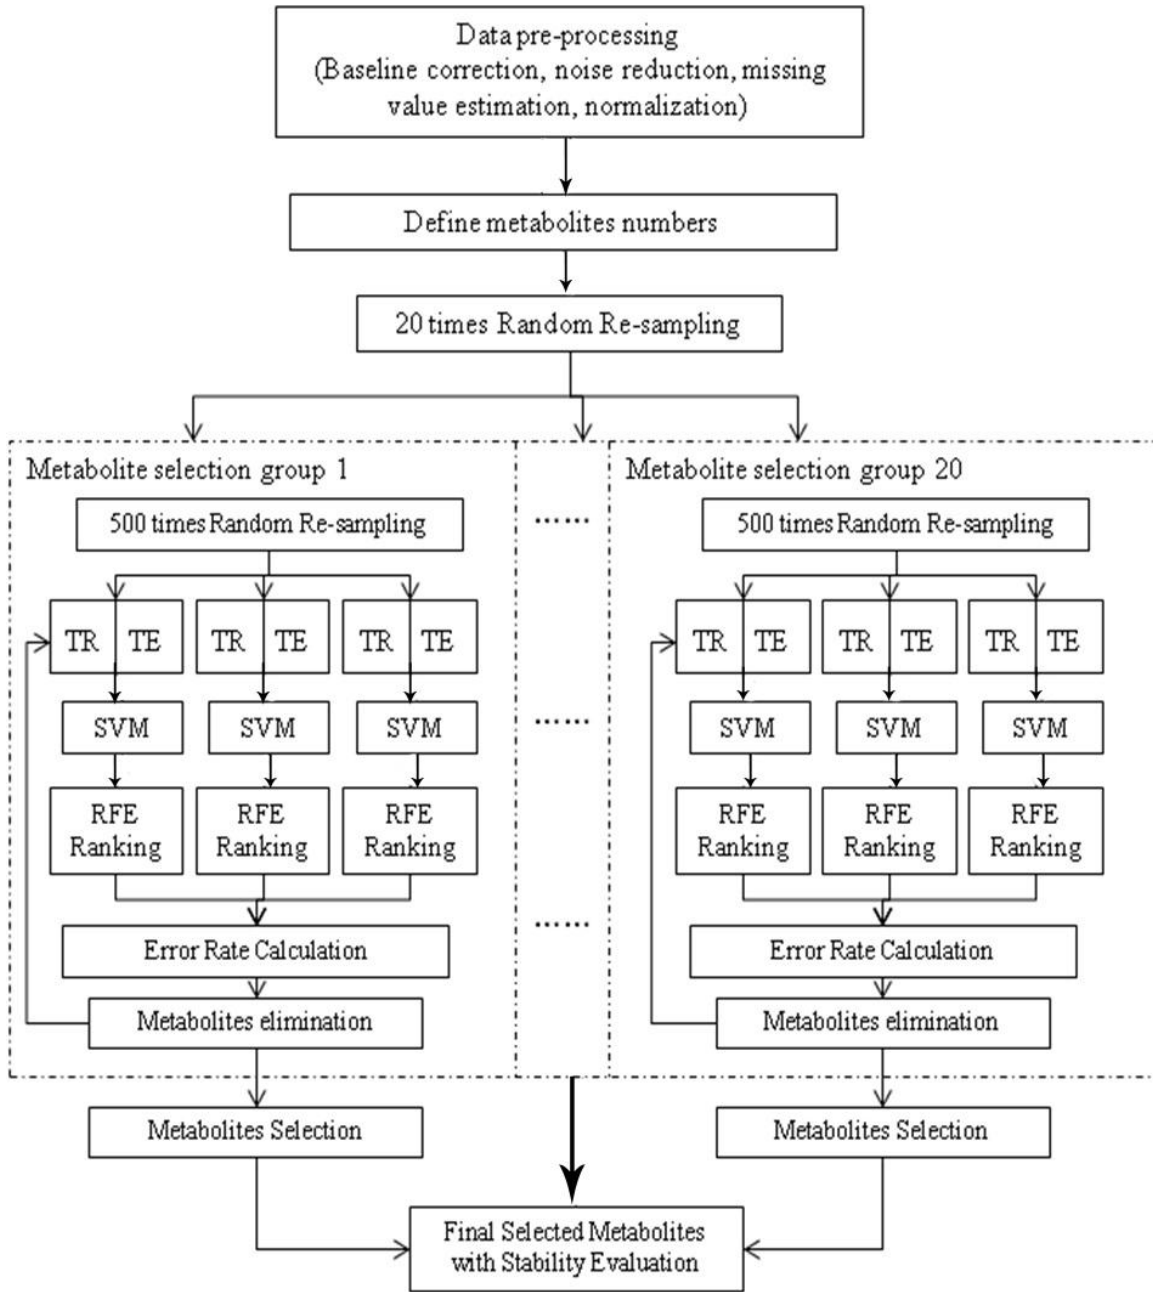 Data pre-processing
(Baseline correction, noise reduction, missing
value estimation, normalization)
Define metabolites numbers
20 times Random Re-sampling
Metabolite selection group 1
500 times Random Re-sampling
TR TE TR TE TR TE
SVM SVM SVM
RFE RFE RFE
Ranking Ranking Ranking
Error Rate Calculation
Metabolites elimination
Metabolites Selection
......
......
......
Metabolite selection group 20
500 times Random Re-sampling
TR TE TR TE TR TE
SVM SVM SVM
RFE RFE RFE
Ranking Ranking Ranking
Error Rate Calculation
Metabolites elimination
Metabolites Selection
Final Selected Metabolites
with Stability Evaluation